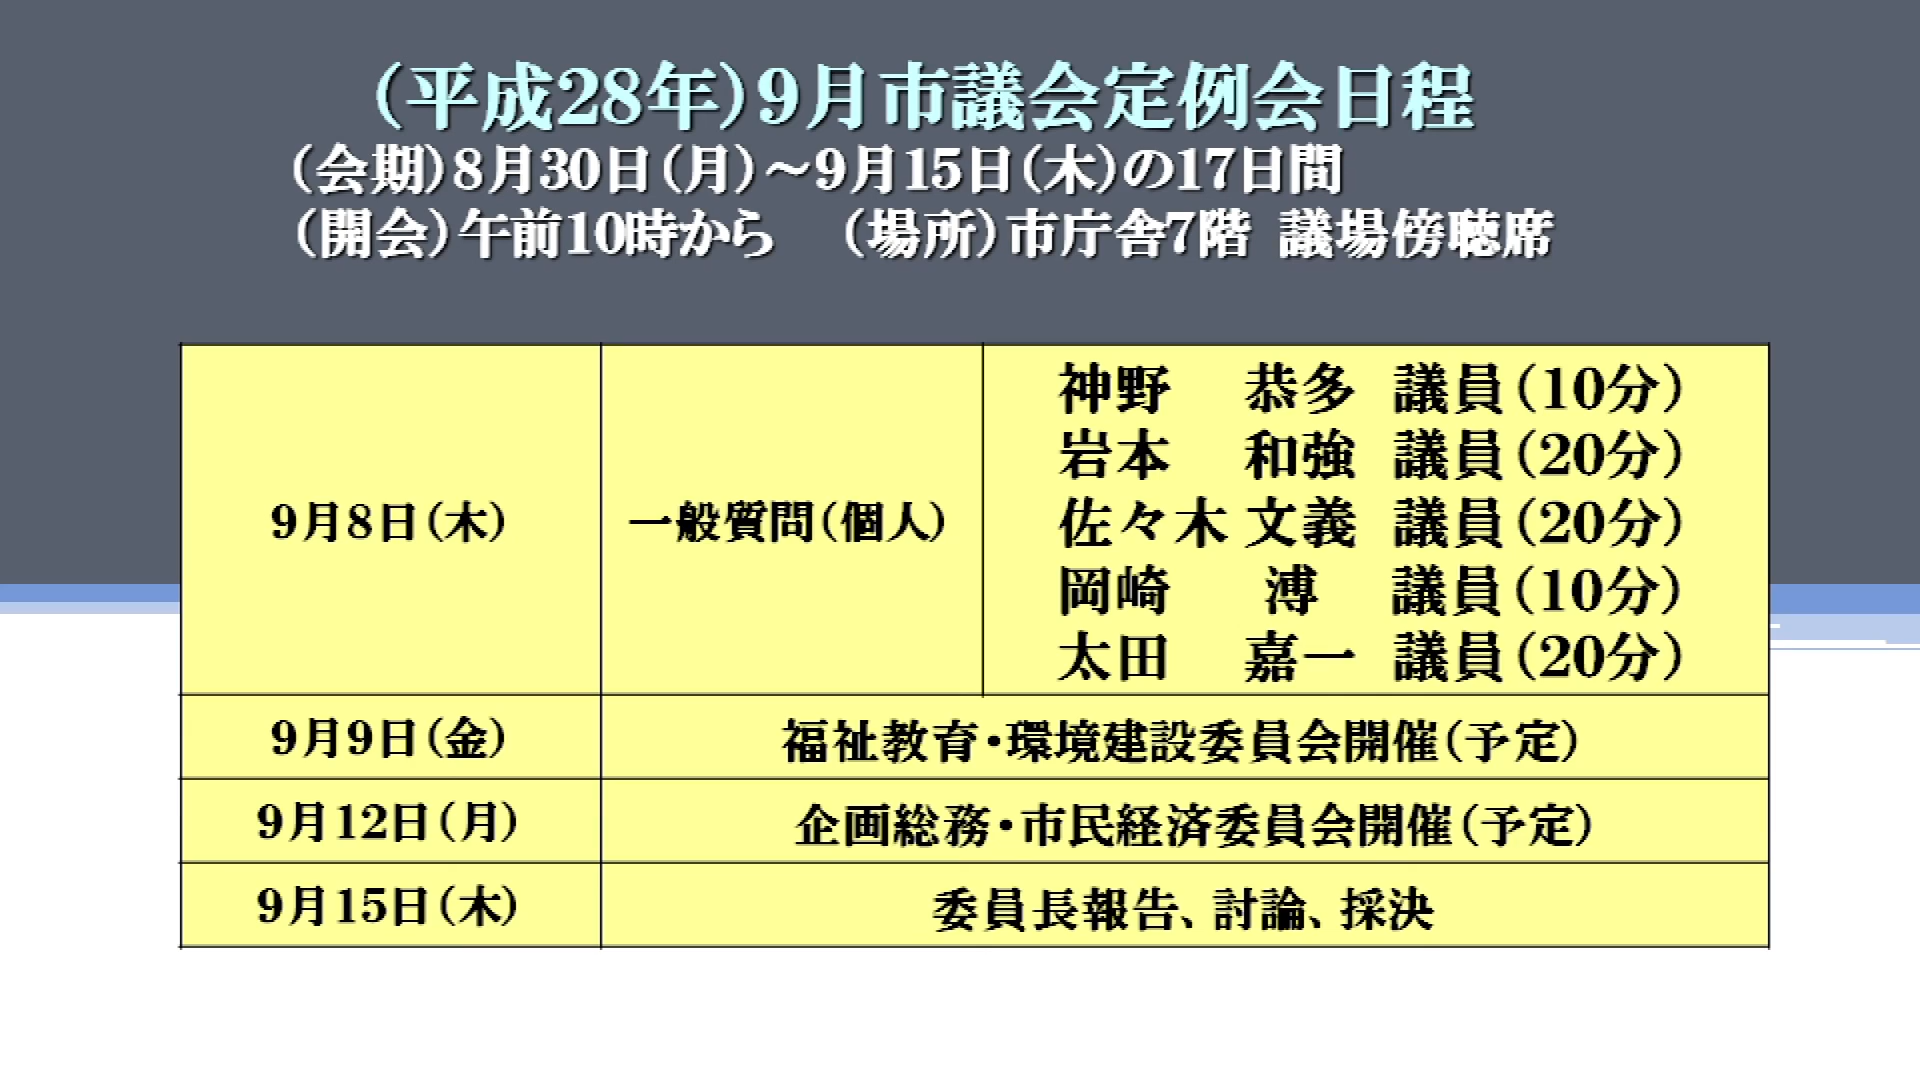 (平成28年)9月市議会定例会日程
(会期)8月30日(月)～9月15日(木)の17日間
(開会)午前10時から (場所)市庁舎7階 議場傍聴席
9月8日(木)
一般質問(個人)
神野 恭多 議員(10分)
岩本 和強 議員(20分)
佐々木 文義 議員(20分)
岡崎 溥 議員(10分)
太田 嘉一 議員(20分)
9月9日(金)
福祉教育・環境建設委員会開催(予定)
9月12日(月)
企画総務・市民経済委員会開催(予定)
9月15日(木)
委員長報告、討論、採決